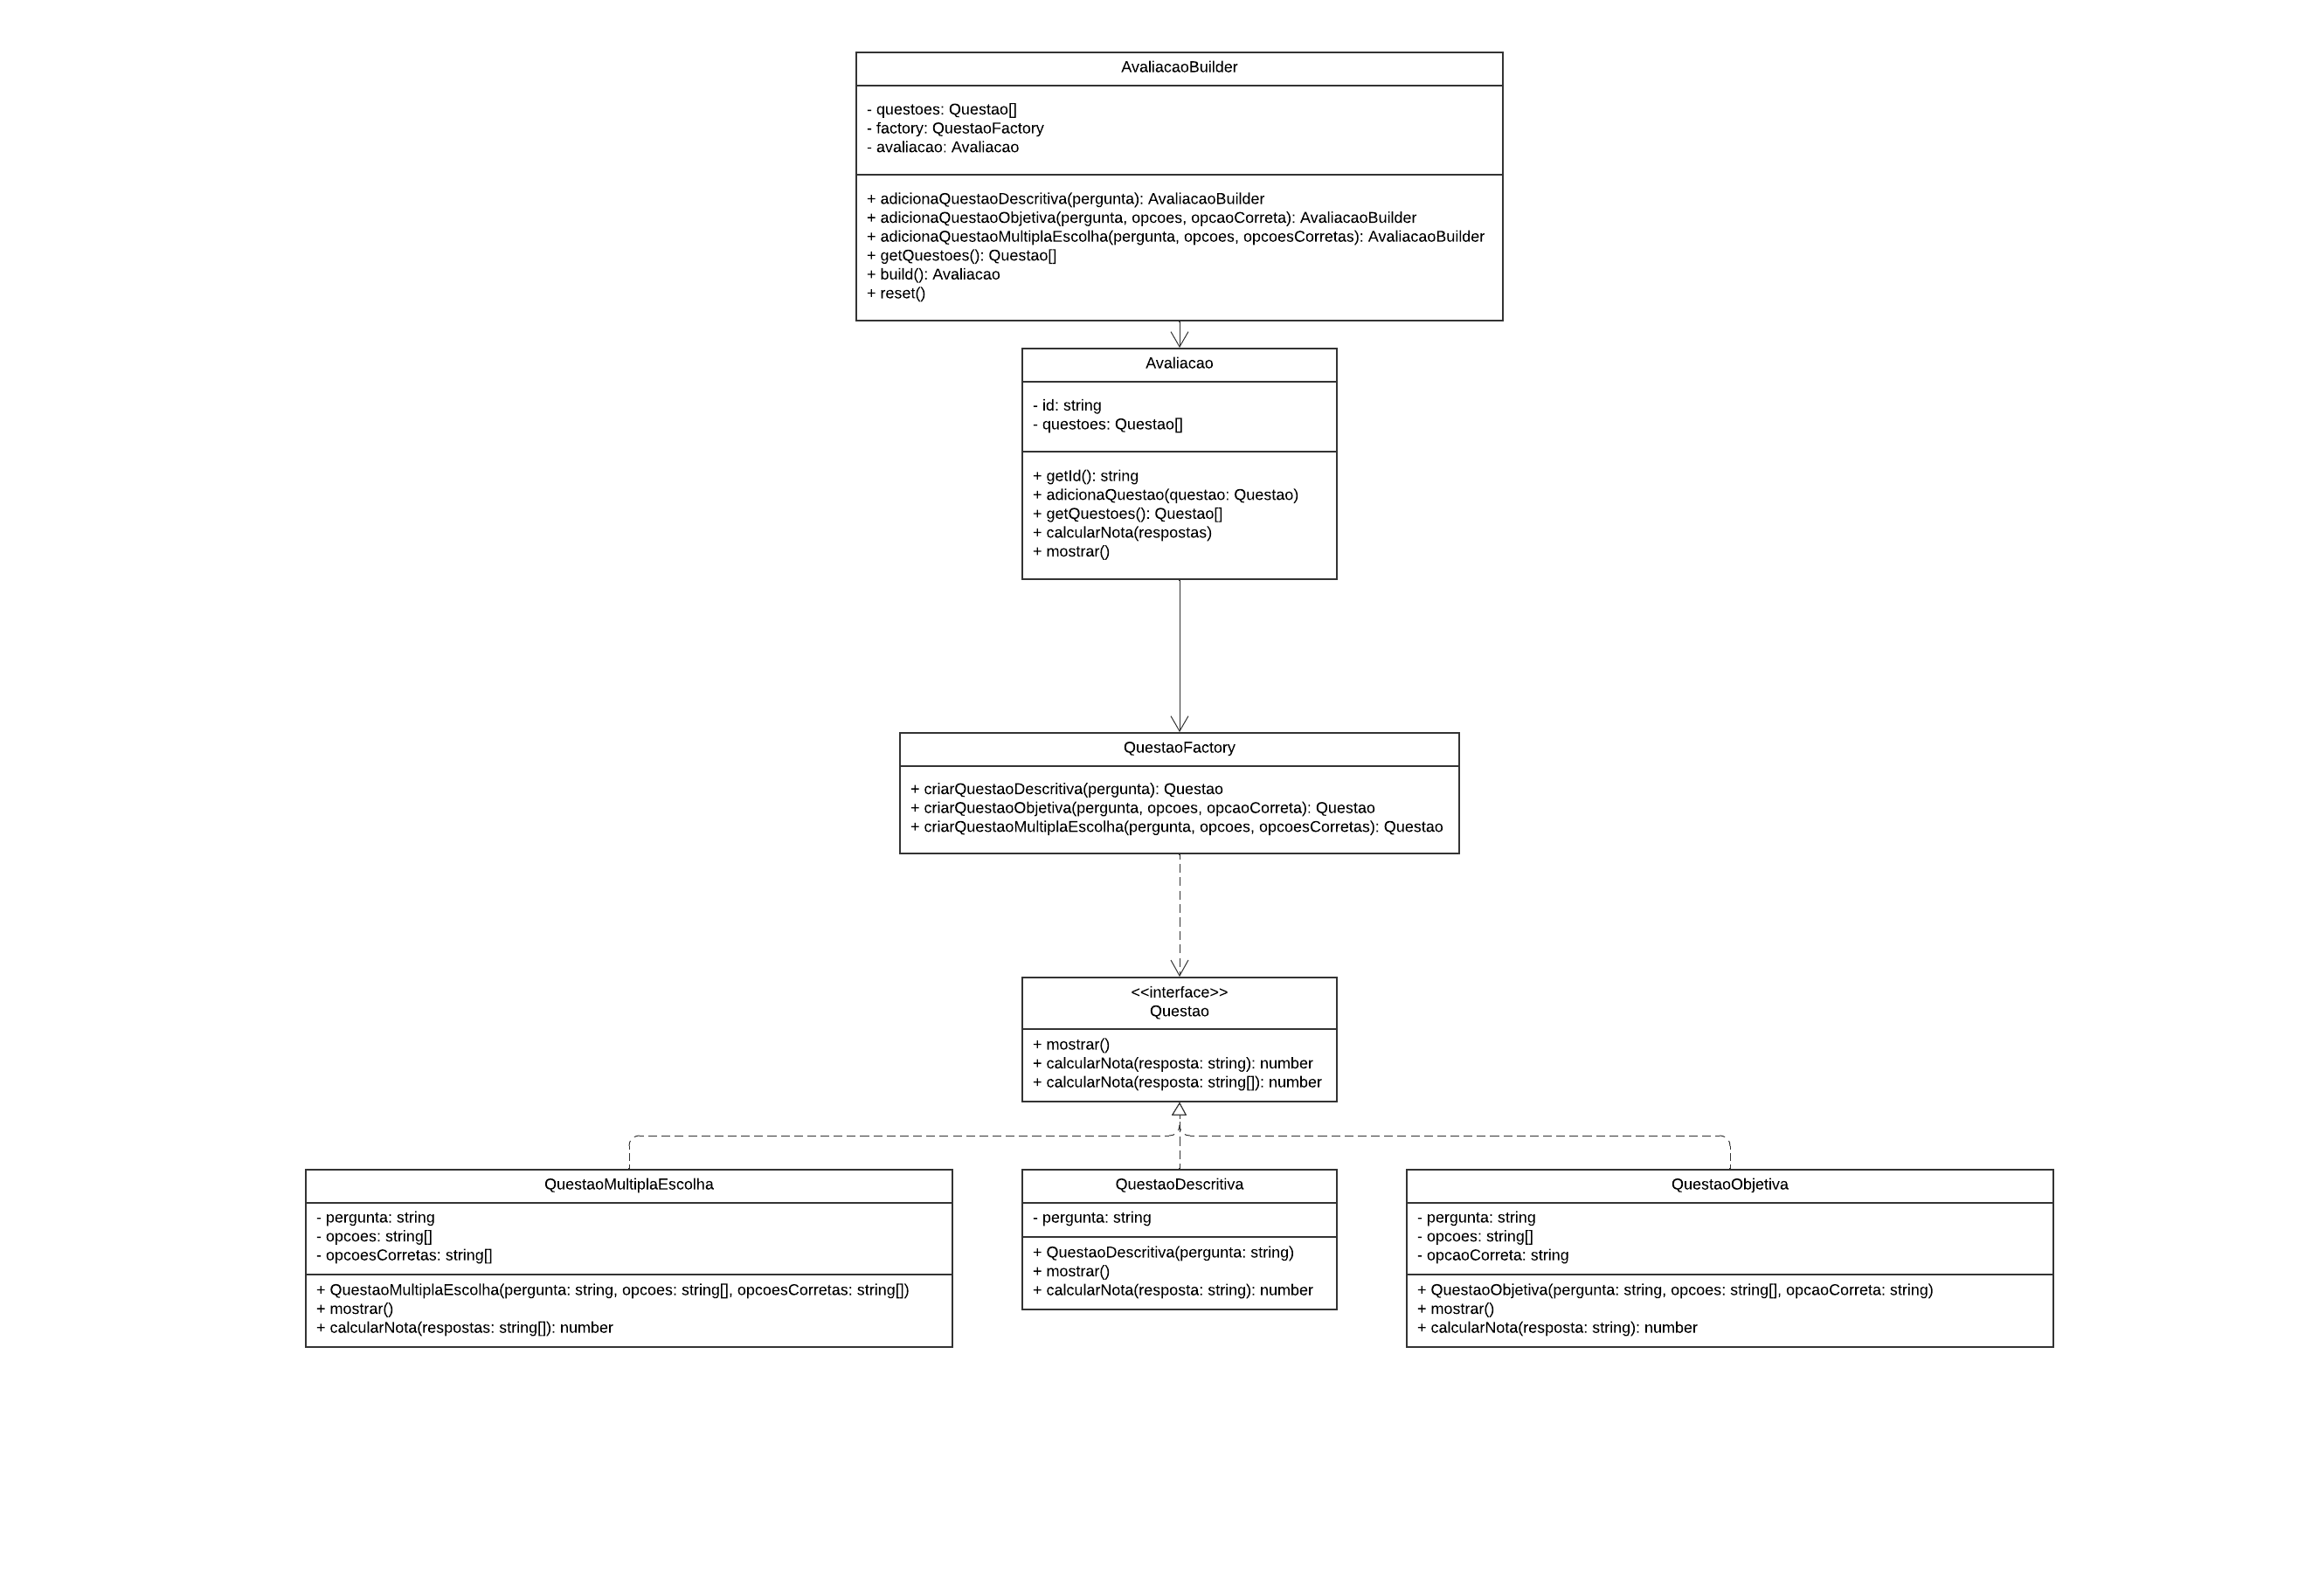 AvaliacaoBuilder
- questoes: Questao[]
- factory: QuestaoFactory
- avaliacao: Avaliacao
+ adicionaQuestaoDescritiva(pergunta): AvaliacaoBuilder
+ adicionaQuestaoObjetiva(pergunta, opcoes, opcaoCorreta): AvaliacaoBuilder
+ adicionaQuestaoMultiplaEscolha(pergunta, opcoes, opcoesCorretas): AvaliacaoBuilder
+ getQuestoes(): Questao[]
+ build(): Avaliacao
+ reset()
Avaliacao
- id: string
- questoes: Questao[]
+ getId(): string
+ adicionaQuestao(questao: Questao)
+ getQuestoes(): Questao[]
+ calcularNota(respostas)
+ mostrar()
QuestaoFactory
+ criarQuestaoDescritiva(pergunta): Questao
+ criarQuestaoObjetiva(pergunta, opcoes, opcaoCorreta): Questao
+ criarQuestaoMultiplaEscolha(pergunta, opcoes, opcoesCorretas): Questao
<<interface>>
Questao
+ mostrar()
+ calcularNota(resposta: string): number
+ calcularNota(resposta: string[]): number
QuestaoMultiplaEscolha
- pergunta: string
- opcoes: string[]
- opcoesCorretas: string[]
+ QuestaoMultiplaEscolha(pergunta: string, opcoes: string[], opcoesCorretas: string[])
+ mostrar()
+ calcularNota(respostas: string[]): number
QuestaoDescritiva
- pergunta: string
+ QuestaoDescritiva(pergunta: string)
+ mostrar()
+ calcularNota(resposta: string): number
QuestaoObjetiva
- pergunta: string
- opcoes: string[]
- opcaoCorreta: string
+ QuestaoObjetiva(pergunta: string, opcoes: string[], opcaoCorreta: string)
+ mostrar()
+ calcularNota(resposta: string): number